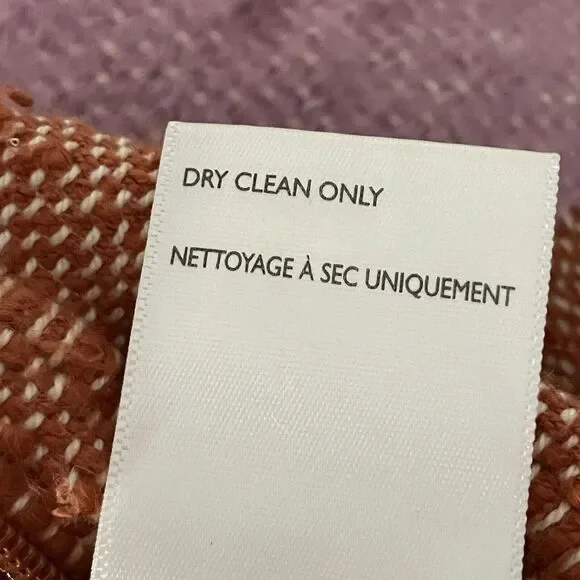 DRY CLEAN ONLY
NETTOYAGE À SEC UNIQUEMENT